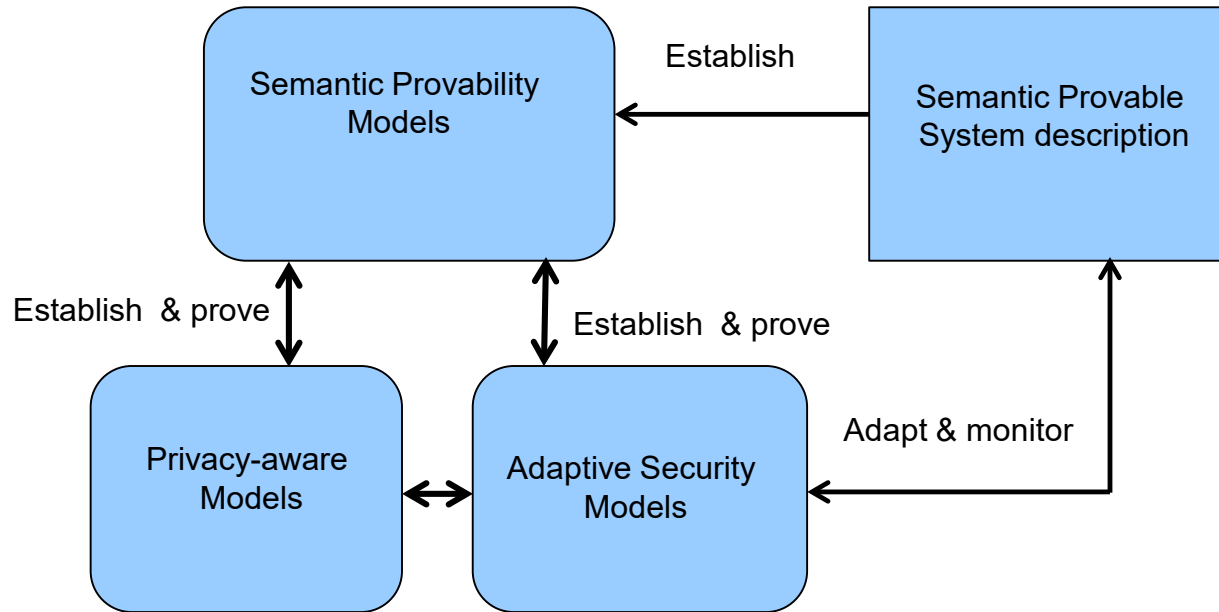 Semantic Provability
Models
Establish
Semantic Provable
System description
Establish & prove
Establish & prove
Privacy-aware
Models
Adaptive Security
Models
Adapt & monitor